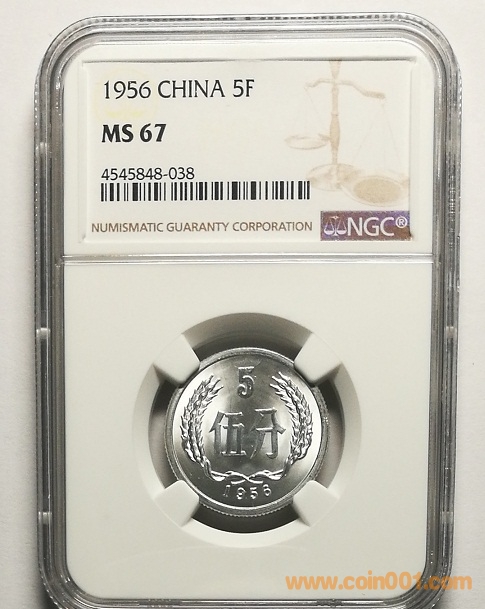 1956 CHINA 5F
MS 67
4545848-038
NUMISMATIC GUARANTY CORPORATION
NGC®
5
伍分
1956
www.coin001.com